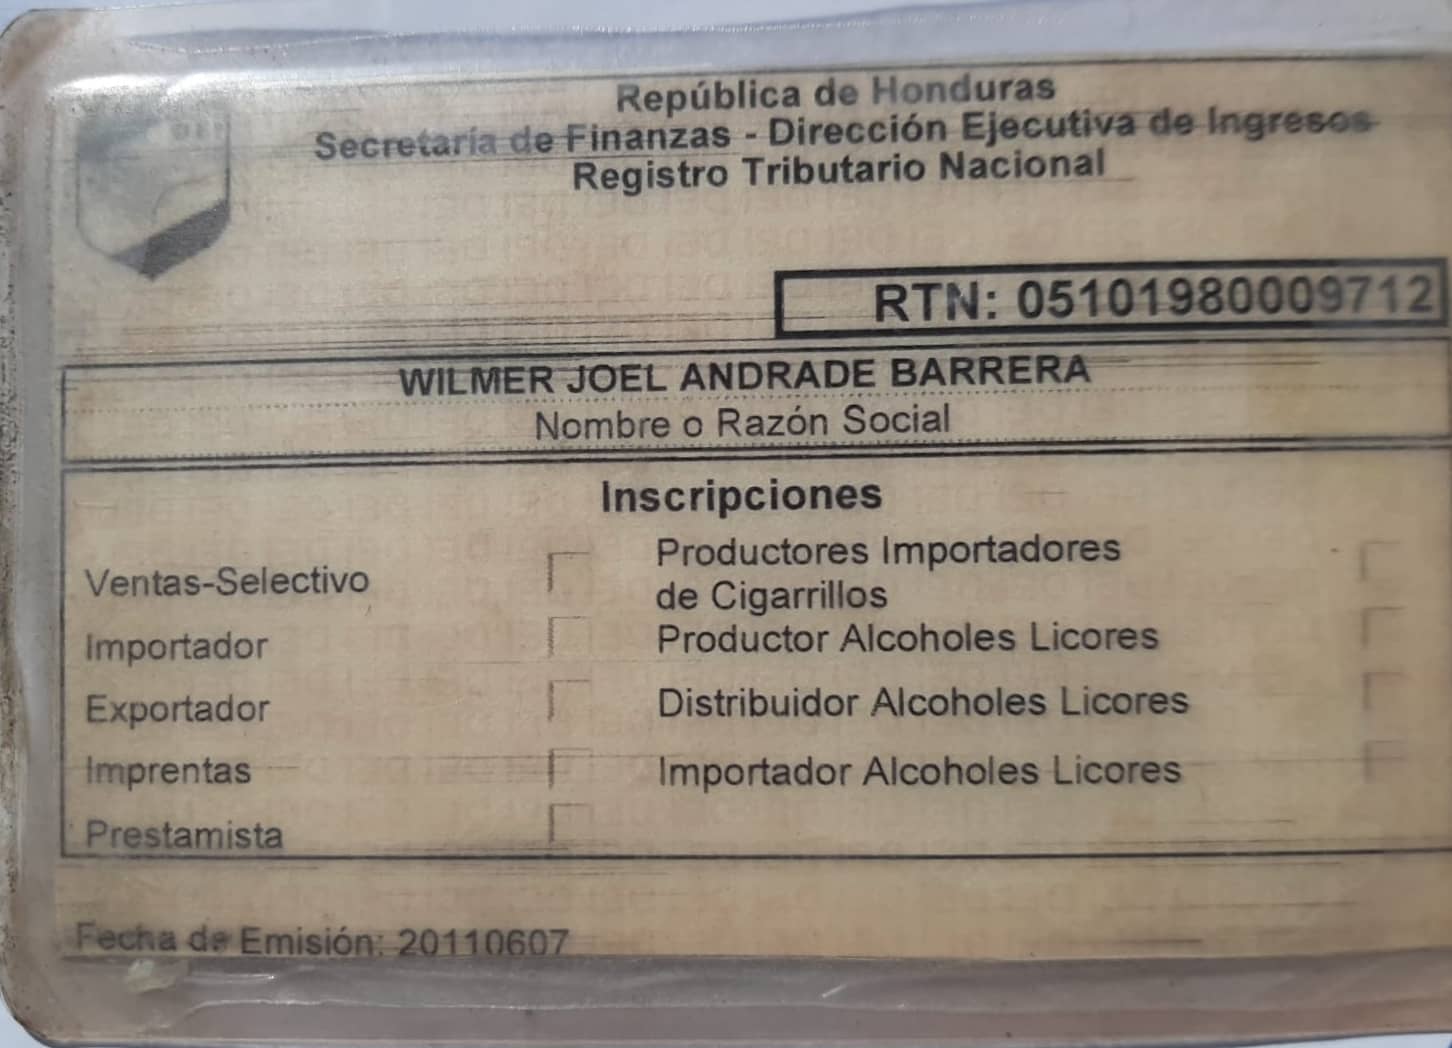 DEI
República de Honduras
Secretaría de Finanzas - Dirección Ejecutiva de Ingresos
Registro Tributario Nacional
RTN: 05101980009712
WILMER JOEL ANDRADE BARRERA
Nombre o Razón Social
Inscripciones
Ventas-Selectivo
Productores Importadores
de Cigarrillos
Importador
Productor Alcoholes Licores
Exportador
Distribuidor Alcoholes Licores
Imprentas
Importador Alcoholes Licores
Prestamista
Fecha de Emisión: 20110607